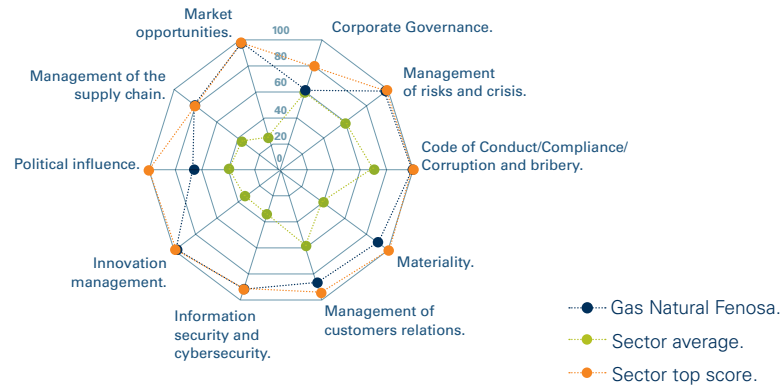 Market
opportunities.
100
80
60
40
20
0
Corporate Governance.
Management
of risks and crisis.
Code of Conduct/Compliance/
Corruption and bribery.
Materiality.
Management of
customers relations.
Information
security and
cybersecurity.
Innovation
management.
Political influence.
Management of the
supply chain.
Gas Natural Fenosa.
Sector average.
Sector top score.